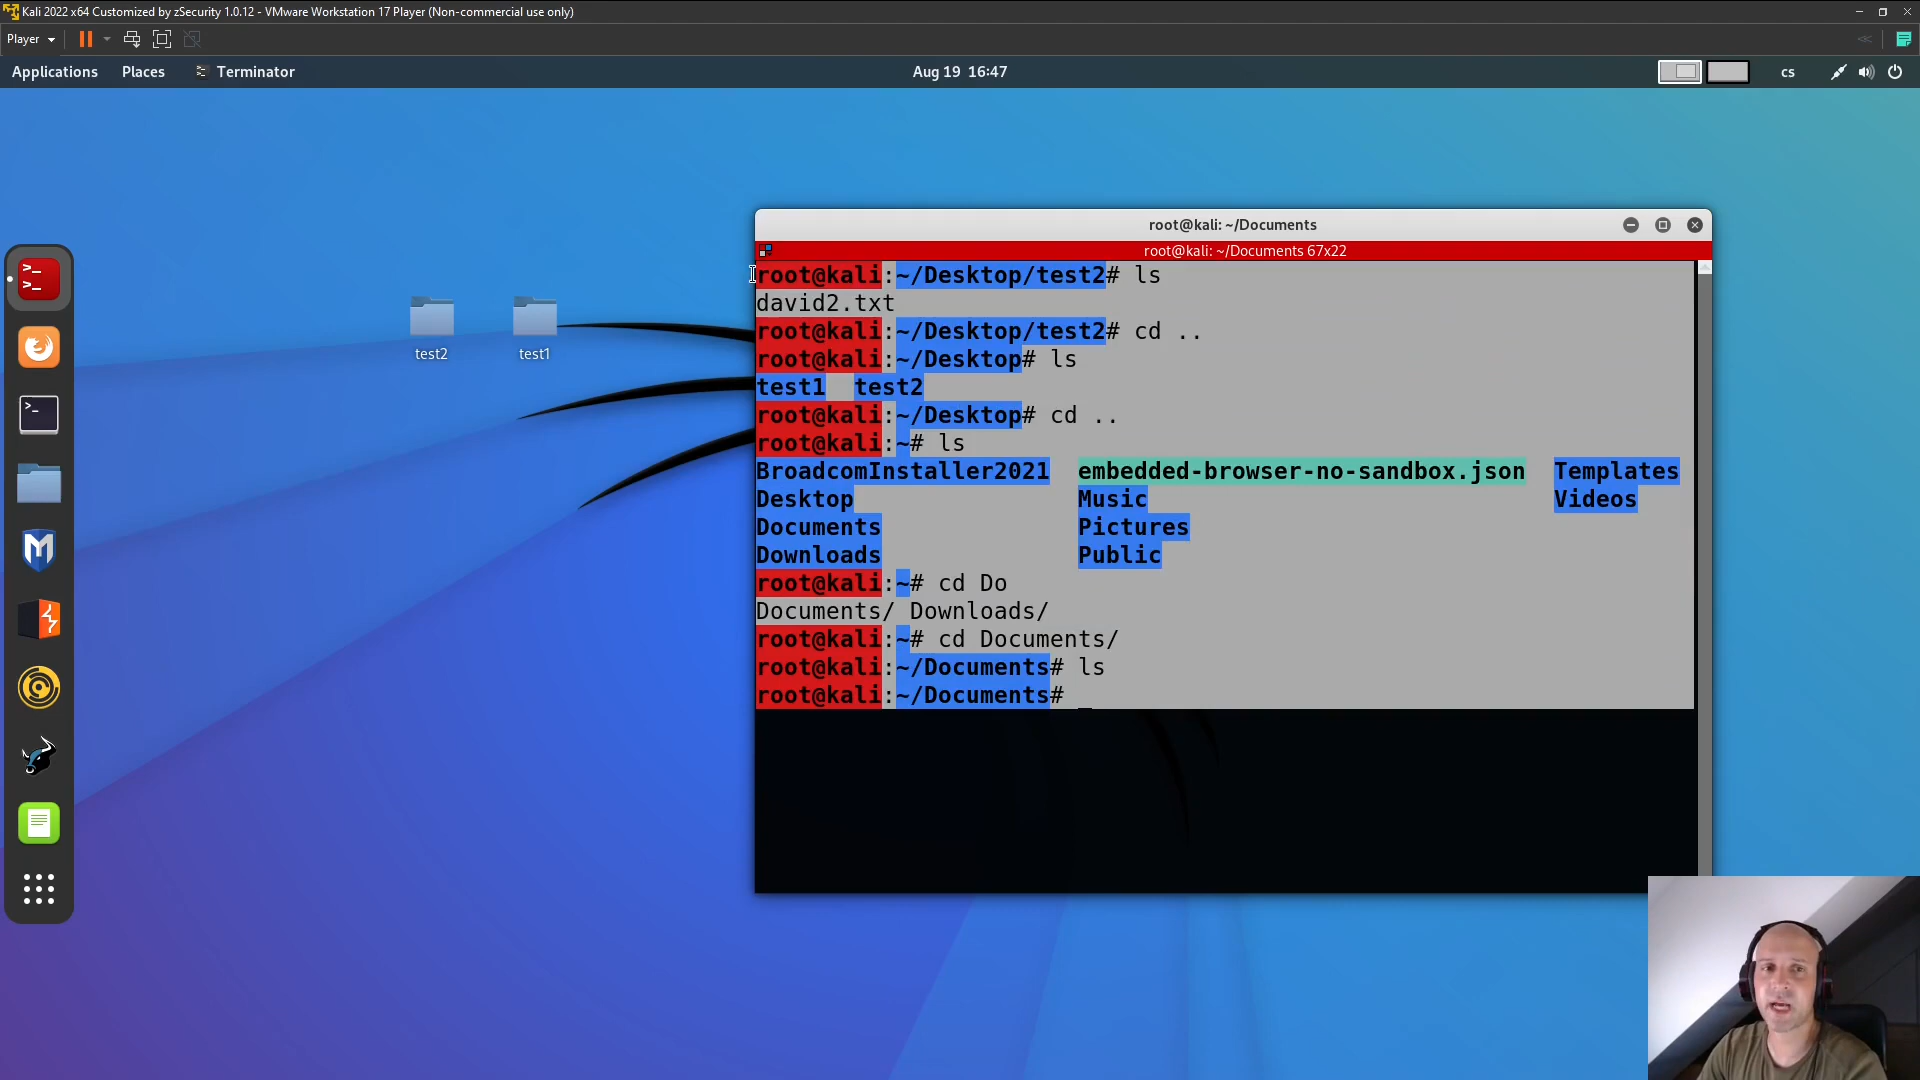 Kali 2022 x64 Customized by zSecurity 1.0.12 - VMware Workstation 17 Player (Non-commercial use only)
Player
Applications Places Terminator Aug 19 16:47 cs
root@kali: ~/Documents
root@kali: ~/Documents 67x22
root@kali:~/Desktop/test2# ls
david2.txt
root@kali:~/Desktop/test2# cd ..
root@kali:~/Desktop# ls
test1 test2
root@kali:~/Desktop# cd ..
root@kali:~# ls
BroadcomInstaller2021 embedded-browser-no-sandbox.json Templates
Desktop Music Videos
Documents Pictures
Downloads Public
root@kali:~# cd Do
Documents/ Downloads/
root@kali:~# cd Documents/
root@kali:~/Documents# ls
root@kali:~/Documents#
test2 test1